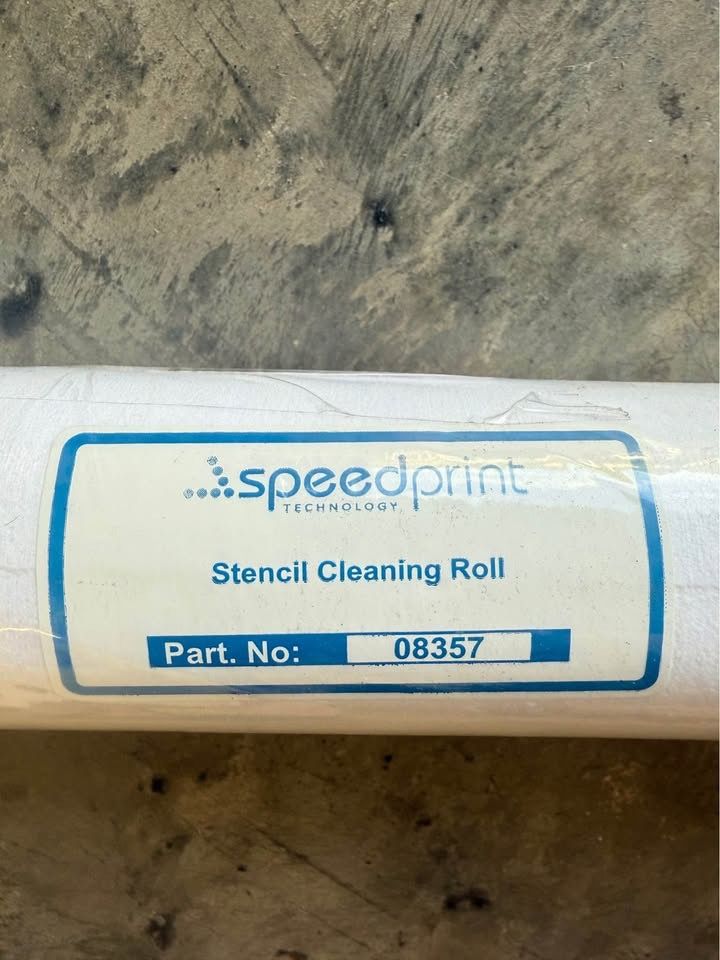 speedprint
TECHNOLOGY
Stencil Cleaning Roll
Part. No: 08357